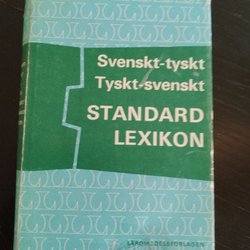 Svenskt-tyskt
Tyskt-svenskt
STANDARD
LEXIKON
LÄROMEDELSFÖRLAGEN